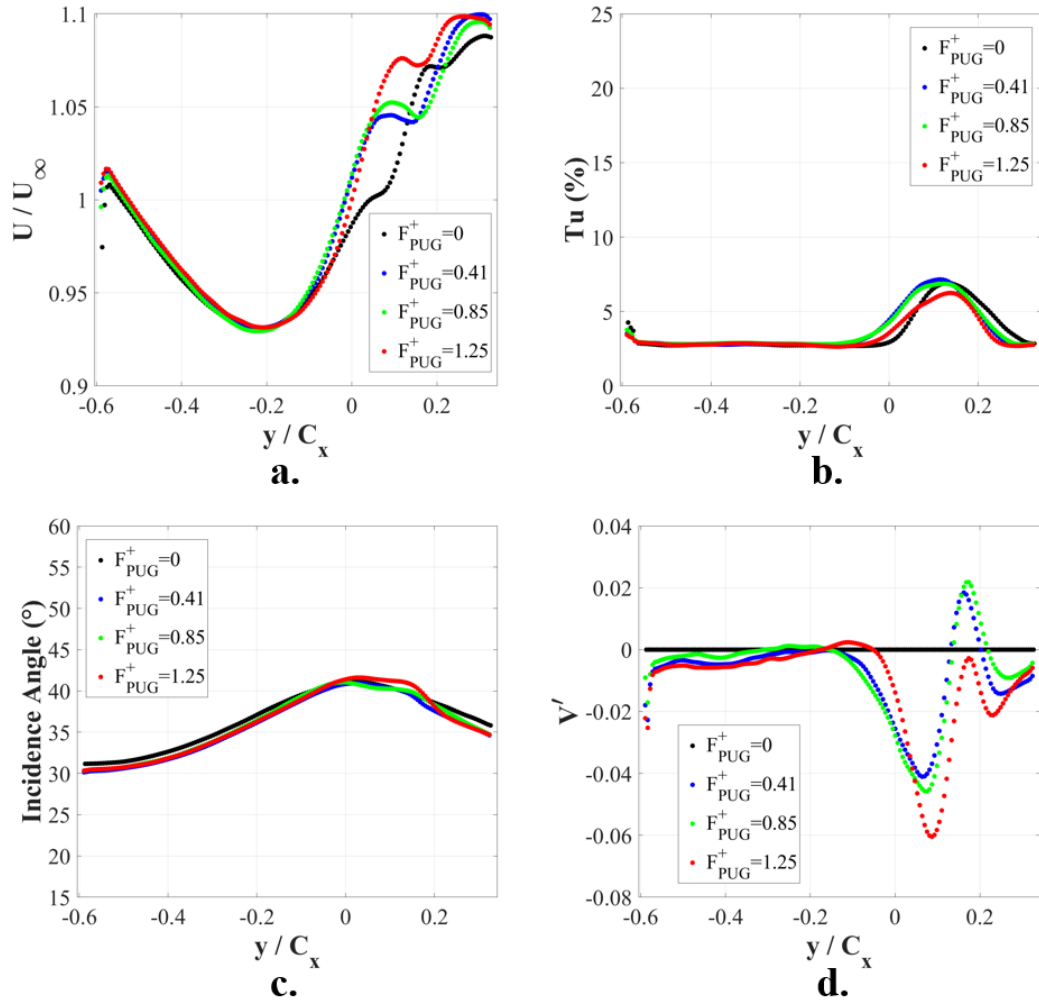 1.1
1.05
1
0.95
0.9
U / U∞
-0.6 -0.4 -0.2 0 0.2
y / Cx
F+PUG=0
F+PUG=0.41
F+PUG=0.85
F+PUG=1.25
a.
25
20
15
10
5
0
Tu (%)
-0.6 -0.4 -0.2 0 0.2
y / Cx
F+PUG=0
F+PUG=0.41
F+PUG=0.85
F+PUG=1.25
b.
60
55
50
45
40
35
30
25
20
15
Incidence Angle (°)
-0.6 -0.4 -0.2 0 0.2
y / Cx
F+PUG=0
F+PUG=0.41
F+PUG=0.85
F+PUG=1.25
c.
0.04
0.02
0
-0.02
-0.04
-0.06
-0.08
V'
-0.6 -0.4 -0.2 0 0.2
y / Cx
F+PUG=0
F+PUG=0.41
F+PUG=0.85
F+PUG=1.25
d.